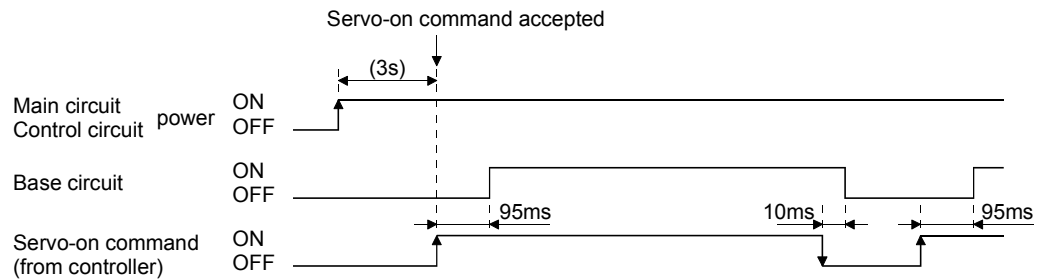 Servo-on command accepted
(3s)
Main circuit
Control circuit
power
ON
OFF
Base circuit
ON
OFF
95ms
10ms
95ms
Servo-on command
(from controller)
ON
OFF